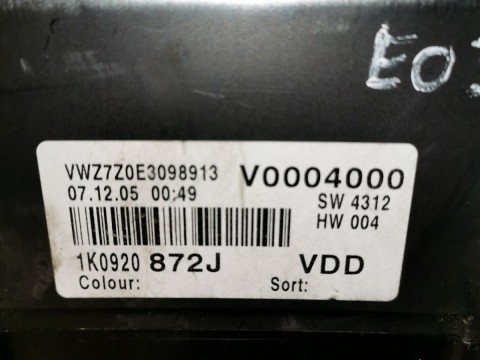 E0
VWZ7Z0E3098913 V0004000
07.12.05 00:49 SW 4312
HW 004
1K0920 872J VDD
Colour: Sort: